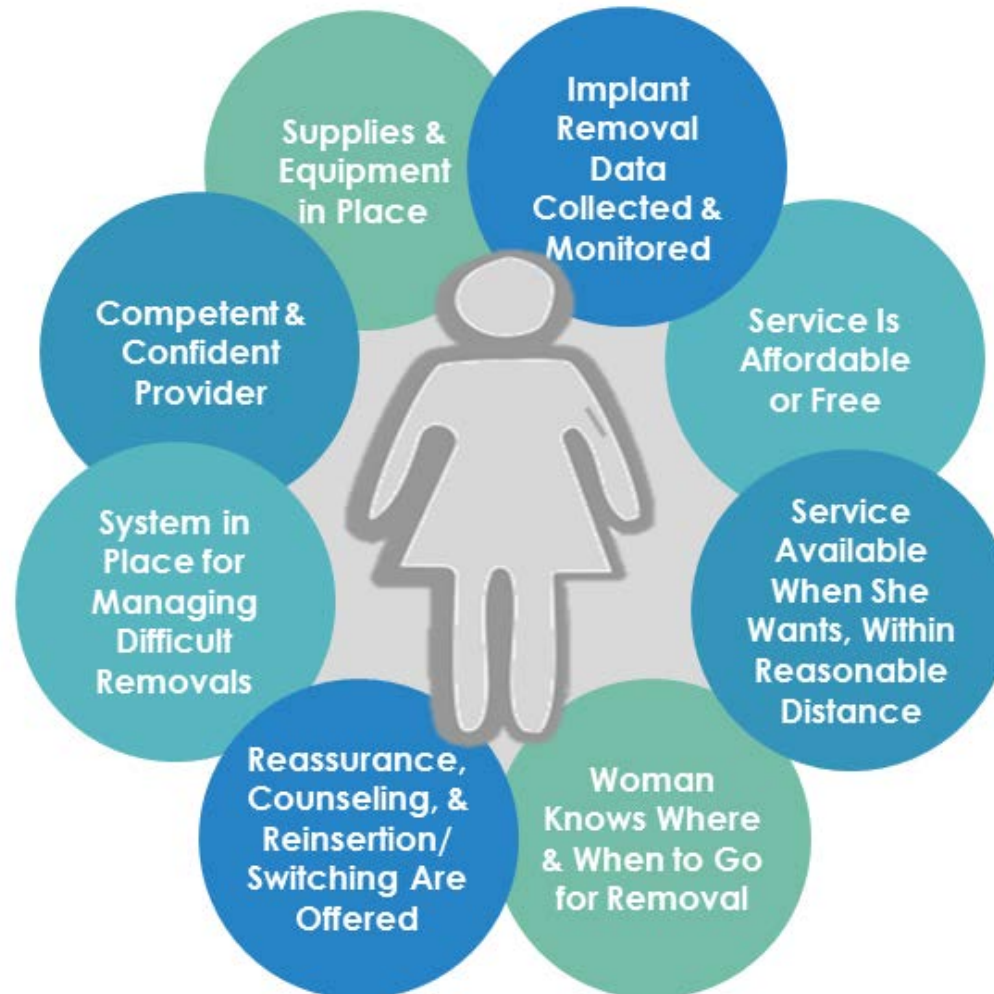 Supplies &
Equipment
in Place
Implant
Removal
Data
Collected &
Monitored
Service Is
Affordable
or Free
Service
Available
When She
Wants, Within
Reasonable
Distance
Woman
Knows Where
& When to Go
for Removal
Reassurance,
Counseling, &
Reinsertion/
Switching Are
Offered
System in
Place for
Managing
Difficult
Removals
Competent &
Confident
Provider